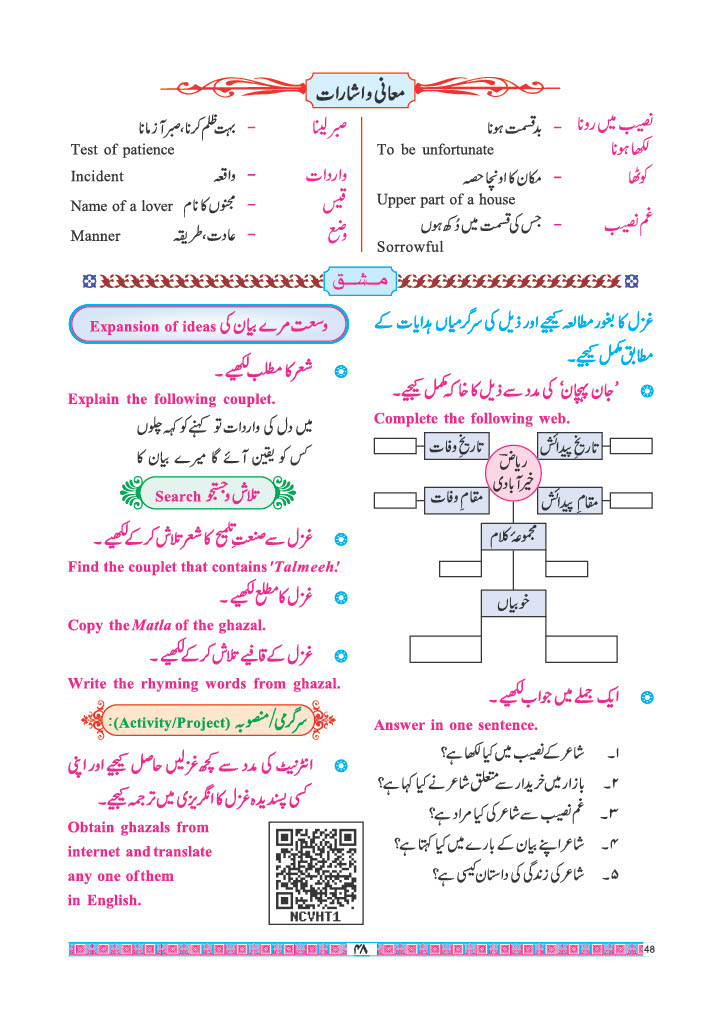 معانی و اشارات
نصیب میں رونا لکھا ہونا – بدقسمت ہونا
To be unfortunate
کوٹھا – مکان کا اونچا حصہ
Upper part of a house
غم نصیب – جس کی قسمت میں دُکھ ہوں
Sorrowful
صبر لینا – بہت ظلم کرنا، صبر آزمانا
Test of patience
واردات – واقعہ Incident
قیس – مجنوں کا نام Name of a lover
وضع – عادت، طریقہ Manner
مشق
غزل کا بغور مطالعہ کیجیے اور ذیل کی سرگرمیاں ہدایات کے
مطابق مکمل کیجیے۔
’جان پہچان‘ کی مدد سے ذیل کا خاکہ مکمل کیجیے۔
Complete the following web.
تاریخِ پیدائش
تاریخِ وفات
ریاضؔ
خیرآبادی
مقامِ پیدائش
مقامِ وفات
مجموعۂ کلام
خوبیاں
ایک جملے میں جواب لکھیے۔
Answer in one sentence.
۱۔ شاعر کے نصیب میں کیا لکھا ہے؟
۲۔ بازار میں خریدار سے متعلق شاعر نے کیا کہا ہے؟
۳۔ غم نصیب سے شاعر کی کیا مراد ہے؟
۴۔ شاعر اپنے بیان کے بارے میں کیا کہتا ہے؟
۵۔ شاعر کی زندگی کی داستان کیسی ہے؟
وسعت مرے بیان کی Expansion of ideas
شعر کا مطلب لکھیے۔
Explain the following couplet.
میں دل کی واردات تو کہنے کو کہہ چلوں
کس کو یقین آئے گا میرے بیان کا
تلاش و جستجو Search
غزل سے صنعتِ تلمیح کا شعر تلاش کر کے لکھیے۔
Find the couplet that contains 'Talmeeh.'
غزل کا مطلع لکھیے۔
Copy the Matla of the ghazal.
غزل کے قافیے تلاش کر کے لکھیے۔
Write the rhyming words from ghazal.
سرگرمی/منصوبہ (Activity/Project):
انٹرنیٹ کی مدد سے کچھ غزلیں حاصل کیجیے اور اپنی
کسی پسندیدہ غزل کا انگریزی میں ترجمہ کیجیے۔
Obtain ghazals from
internet and translate
any one of them
in English.
NCVHT1
۴۸
48